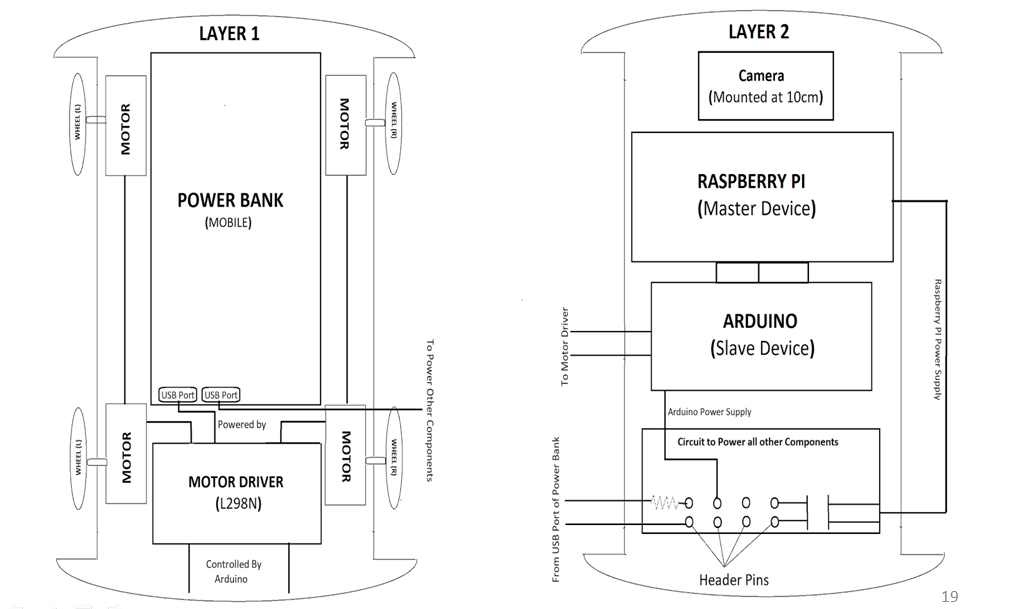 LAYER 1
WHEEL (L)
MOTOR
MOTOR
WHEEL (R)
POWER BANK
(MOBILE)
USB Port
USB Port
To Power Other Components
Powered by
WHEEL (L)
MOTOR
MOTOR
WHEEL (R)
MOTOR DRIVER
(L298N)
Controlled By
Arduino
LAYER 2
Camera
(Mounted at 10cm)
RASPBERRY PI
(Master Device)
Raspberry PI Power Supply
ARDUINO
(Slave Device)
To Motor Driver
Arduino Power Supply
Circuit to Power all other Components
From USB Port of Power Bank
Header Pins
19